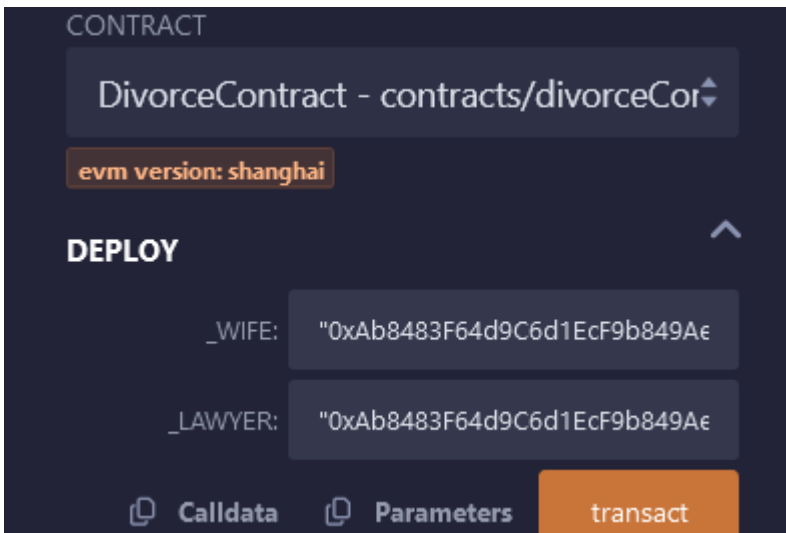 CONTRACT
DivorceContract - contracts/divorceCor
evm version: shanghai
DEPLOY
_WIFE: "0xAb8483F64d9C6d1EcF9b849Ae
_LAWYER: "0xAb8483F64d9C6d1EcF9b849Ae
Calldata Parameters transact